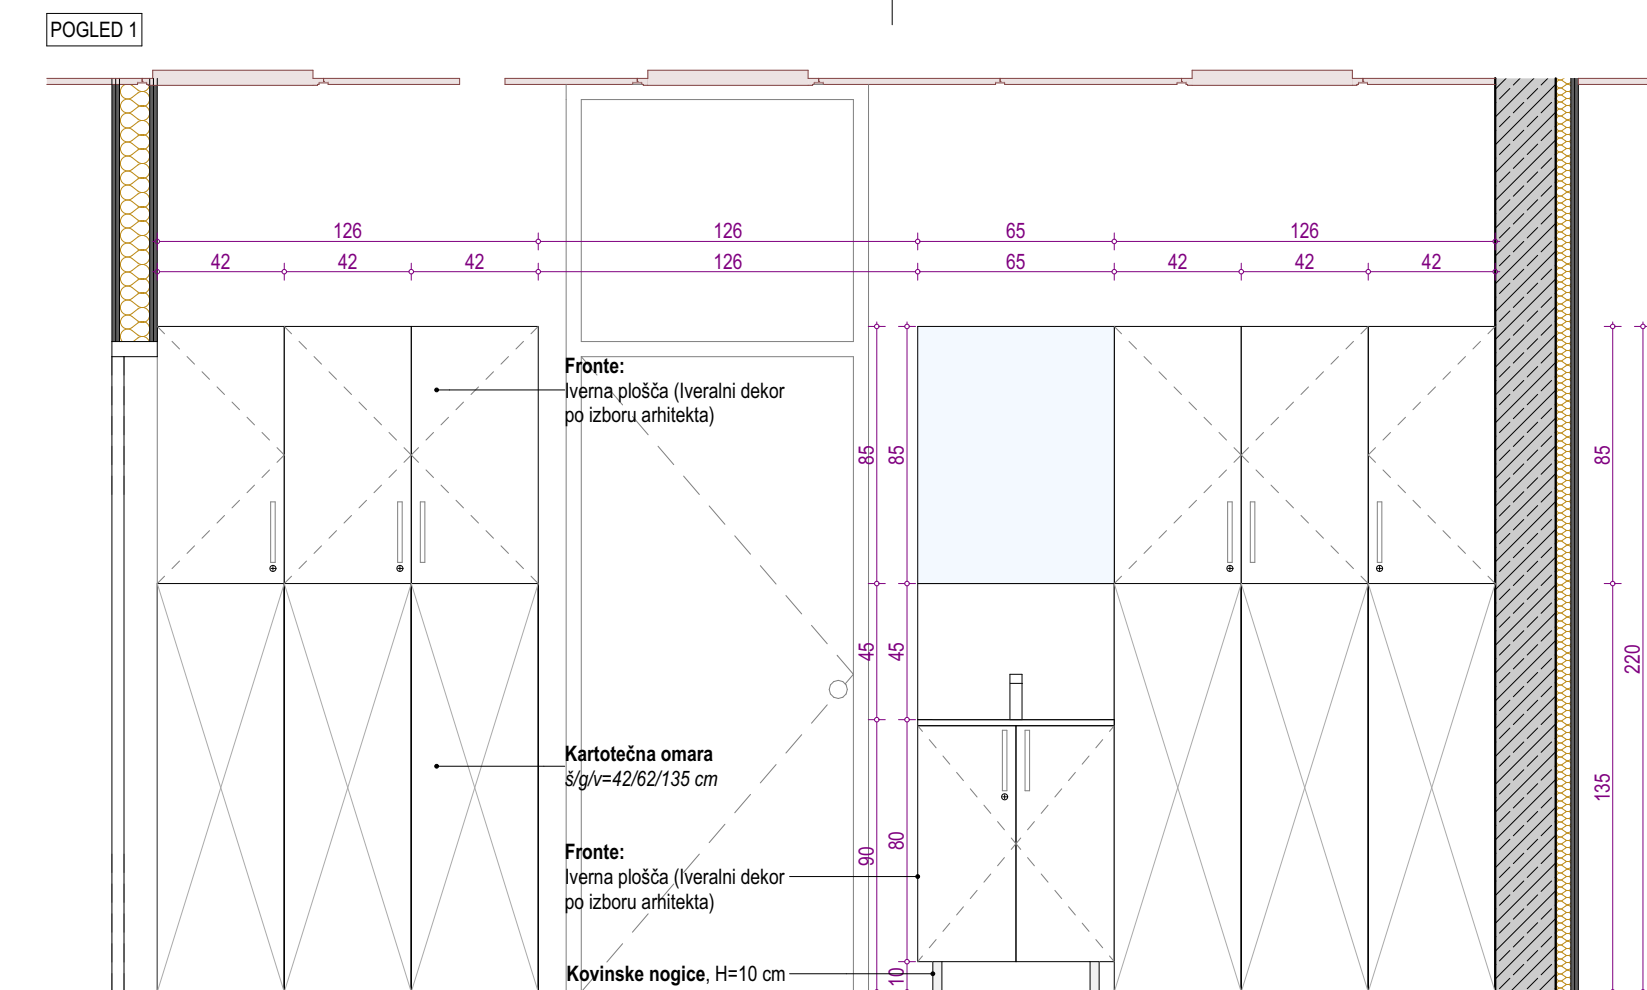 POGLED 1
126 126 65 126
42 42 42 126 65 42 42 42
Fronte:
Iverna plošča (Iveralni dekor
po izboru arhitekta)
85 85 85
45 45
220
Kartotečna omara
š/g/v=42/62/135 cm
135
90 80
Fronte:
Iverna plošča (Iveralni dekor
po izboru arhitekta)
Kovinske nogice, H=10 cm
10